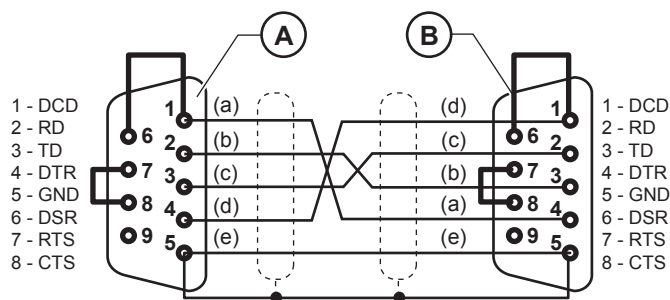 A
B
1 - DCD
2 - RD
3 - TD
4 - DTR
5 - GND
6 - DSR
7 - RTS
8 - CTS
6
7
8
9
1
2
3
4
5
(a)
(b)
(c)
(d)
(e)
(d)
(c)
(b)
(a)
(e)
6
7
8
9
1
2
3
4
5
1 - DCD
2 - RD
3 - TD
4 - DTR
5 - GND
6 - DSR
7 - RTS
8 - CTS